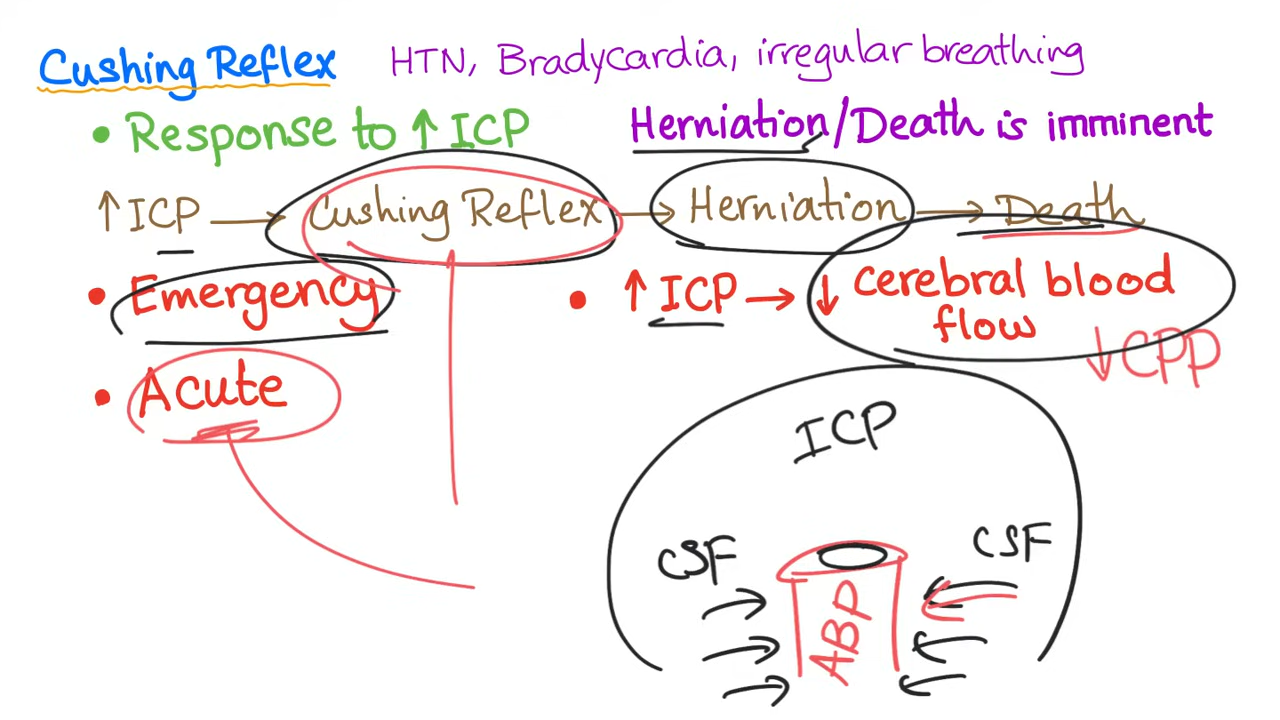 Cushing Reflex HTN, Bradycardia, irregular breathing
• Response to ↑ ICP Herniation/Death is imminent
↑ ICP → Cushing Reflex → Herniation → Death
• Emergency • ↑ ICP → ↓ cerebral blood
flow
↓ CPP
• Acute
ICP
CSF CSF
ABP